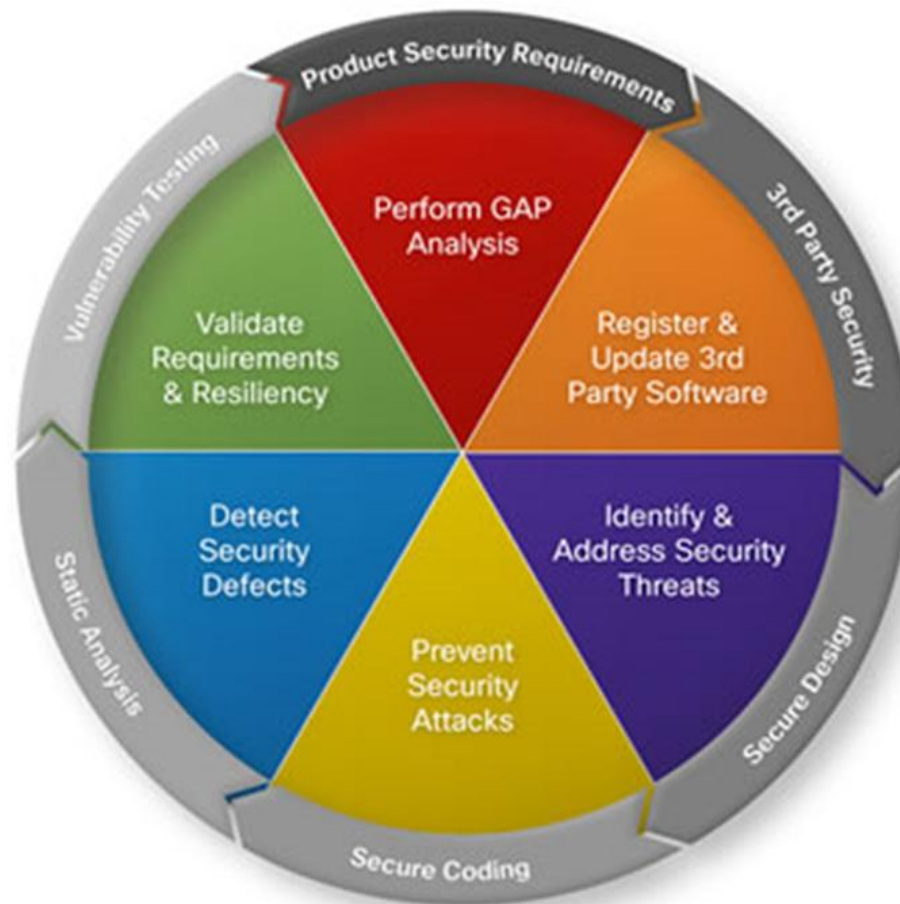 Product Security Requirements
3rd Party Security
Secure Design
Secure Coding
Static Analysis
Vulnerability Testing
Perform GAP
Analysis
Register &
Update 3rd
Party Software
Identify &
Address Security
Threats
Prevent
Security
Attacks
Detect
Security
Defects
Validate
Requirements
& Resiliency